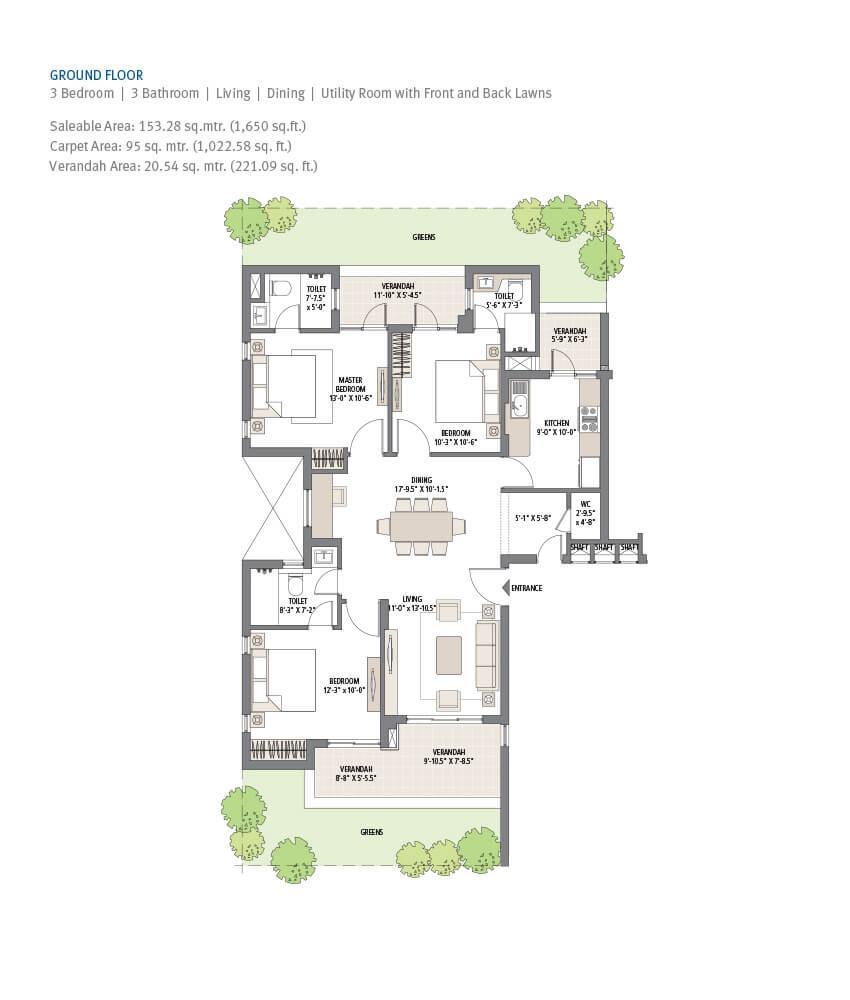 GROUND FLOOR
3 Bedroom | 3 Bathroom | Living | Dining | Utility Room with Front and Back Lawns
Saleable Area: 153.28 sq.mtr. (1,650 sq.ft.)
Carpet Area: 95 sq. mtr. (1,022.58 sq. ft.)
Verandah Area: 20.54 sq. mtr. (221.09 sq. ft.)
GREENS
TOILET
7'-7.5"
x 5'-0"
VERANDAH
11'-10" X 5'-4.5"
TOILET
5'-6" X 7'-3"
VERANDAH
5'-9" X 6'-3"
MASTER
BEDROOM
13'-0" X 10'-6"
BEDROOM
10'-3" X 10'-6"
KITCHEN
9'-0" X 10'-0"
DINING
17'-9.5" X 10'-1.5"
5'-1" X 5'-8"
WC
2'-9.5"
x 4'-8"
SHAFT SHAFT SHAFT
ENTRANCE
TOILET
8'-3" X 7'-2"
LIVING
11'-0" x 13'-10.5"
BEDROOM
12'-3" x 10'-0"
VERANDAH
9'-10.5" X 7'-8.5"
VERANDAH
8'-8" X 5'-5.5"
GREENS